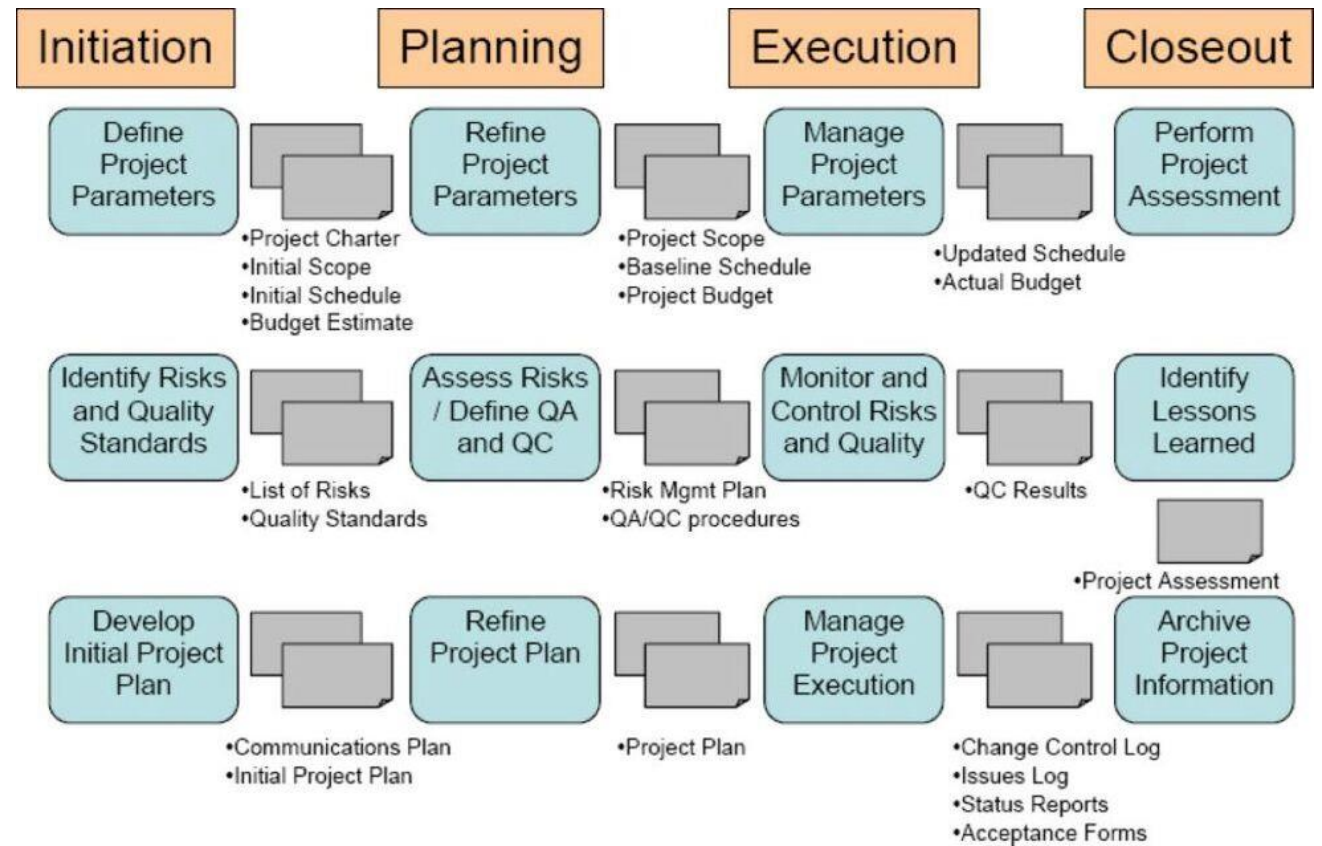 Initiation
Planning
Execution
Closeout
Define
Project
Parameters
Refine
Project
Parameters
Manage
Project
Parameters
Perform
Project
Assessment
•Project Charter
•Initial Scope
•Initial Schedule
•Budget Estimate
•Project Scope
•Baseline Schedule
•Project Budget
•Updated Schedule
•Actual Budget
Identify Risks
and Quality
Standards
Assess Risks
/ Define QA
and QC
Monitor and
Control Risks
and Quality
Identify
Lessons
Learned
•List of Risks
•Quality Standards
•Risk Mgmt Plan
•QA/QC procedures
•QC Results
•Project Assessment
Develop
Initial Project
Plan
Refine
Project Plan
Manage
Project
Execution
Archive
Project
Information
•Communications Plan
•Initial Project Plan
•Project Plan
•Change Control Log
•Issues Log
•Status Reports
•Acceptance Forms